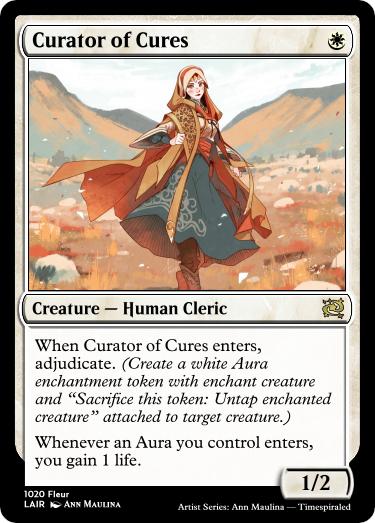 Curator of Cures
Creature — Human Cleric
When Curator of Cures enters,
adjudicate. (Create a white Aura
enchantment token with enchant creature
and “Sacrifice this token: Untap enchanted
creature” attached to target creature.)
Whenever an Aura you control enters,
you gain 1 life.
1/2
1020 Fleur
LAIR Ann Maulina
Artist Series: Ann Maulina — Timespiraled